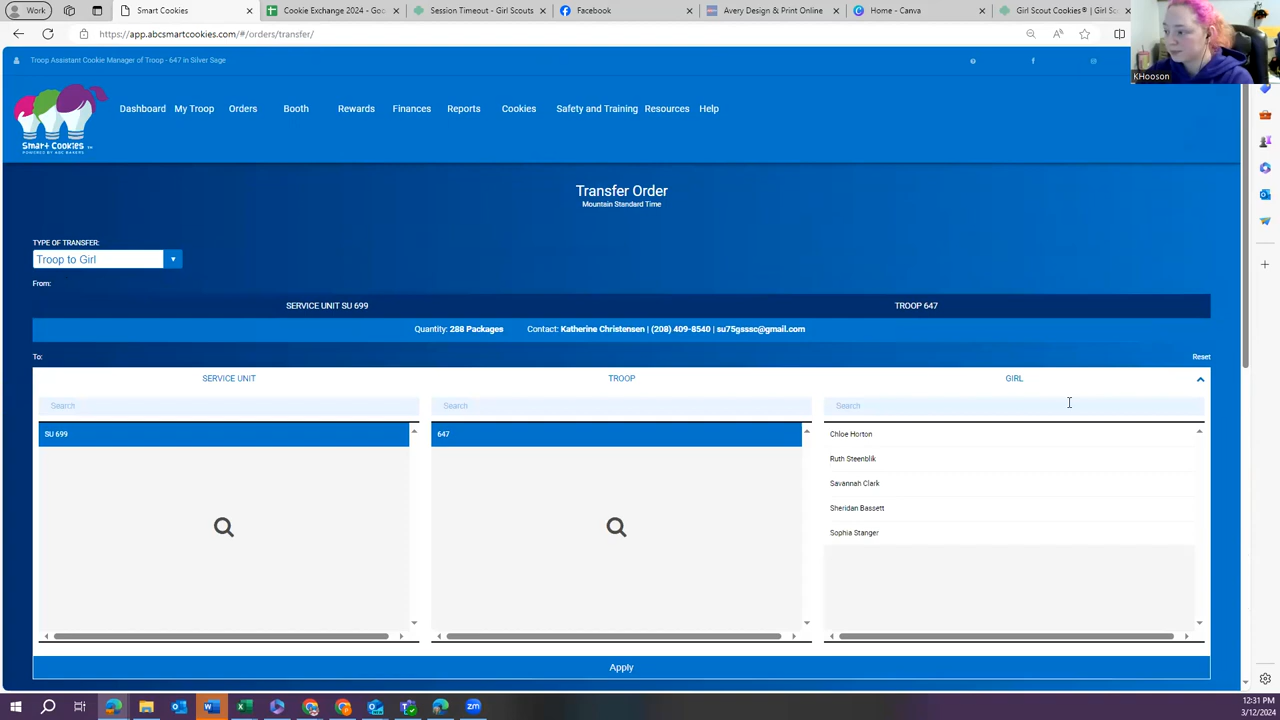 Work
Smart Cookies
Cookie Exchange 2024 - Goo
Session Timeout - Girl Scouts
Facebook
Avery Design & Print Online
Home - Canva
Girl Scout Cookies® | Girl Sc
https://app.abcsmartcookies.com/#/orders/transfer/
Troop Assistant Cookie Manager of Troop - 647 in Silver Sage
KHooson
Dashboard My Troop Orders Booth Rewards Finances Reports Cookies Safety and Training Resources Help
Smart Cookies
POWERED BY ABC BAKERS
Transfer Order
Mountain Standard Time
TYPE OF TRANSFER:
Troop to Girl
From:
SERVICE UNIT SU 699 TROOP 647
Quantity: 288 Packages Contact: Katherine Christensen | (208) 409-8540 | su75gsssc@gmail.com
To: Reset
SERVICE UNIT TROOP GIRL
Search Search Search
SU 699 647 Chloe Horton
Ruth Steenblik
Savannah Clark
Sheridan Bassett
Sophia Stanger
Apply
12:31 PM
3/12/2024